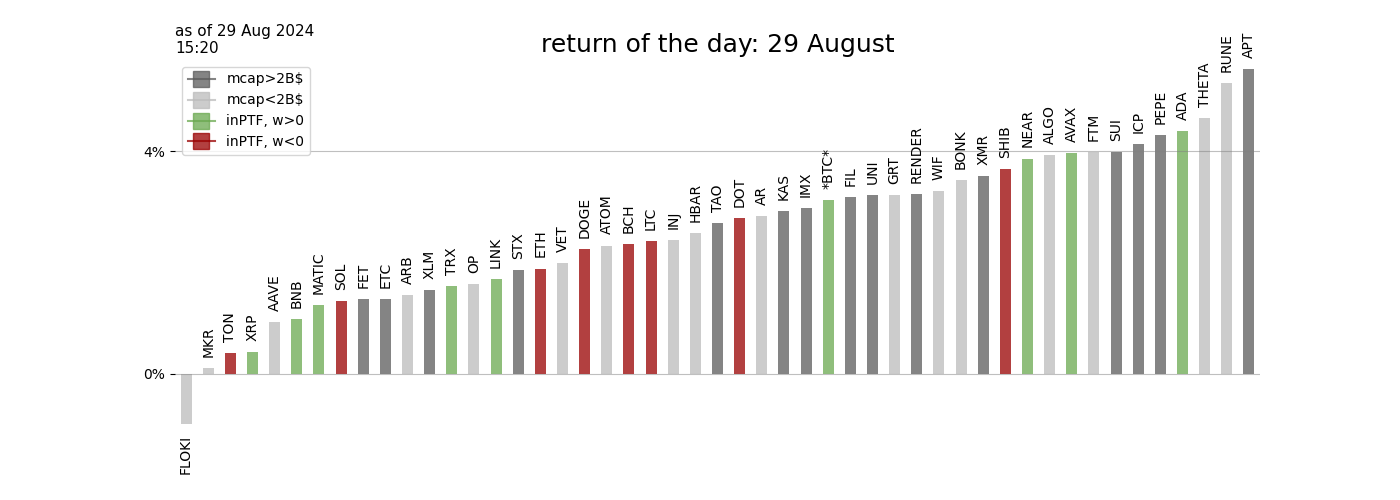 as of 29 Aug 2024
15:20
return of the day: 29 August
mcap>2B$
mcap<2B$
inPTF, w>0
inPTF, w<0
4%
0%
FLOKI
MKR
TON
XRP
AAVE
BNB
MATIC
SOL
FET
ETC
ARB
XLM
TRX
OP
LINK
STX
ETH
VET
DOGE
ATOM
BCH
LTC
INJ
HBAR
TAO
DOT
AR
KAS
IMX
*BTC*
FIL
UNI
GRT
RENDER
WIF
BONK
XMR
SHIB
NEAR
ALGO
AVAX
FTM
SUI
ICP
PEPE
ADA
THETA
RUNE
APT